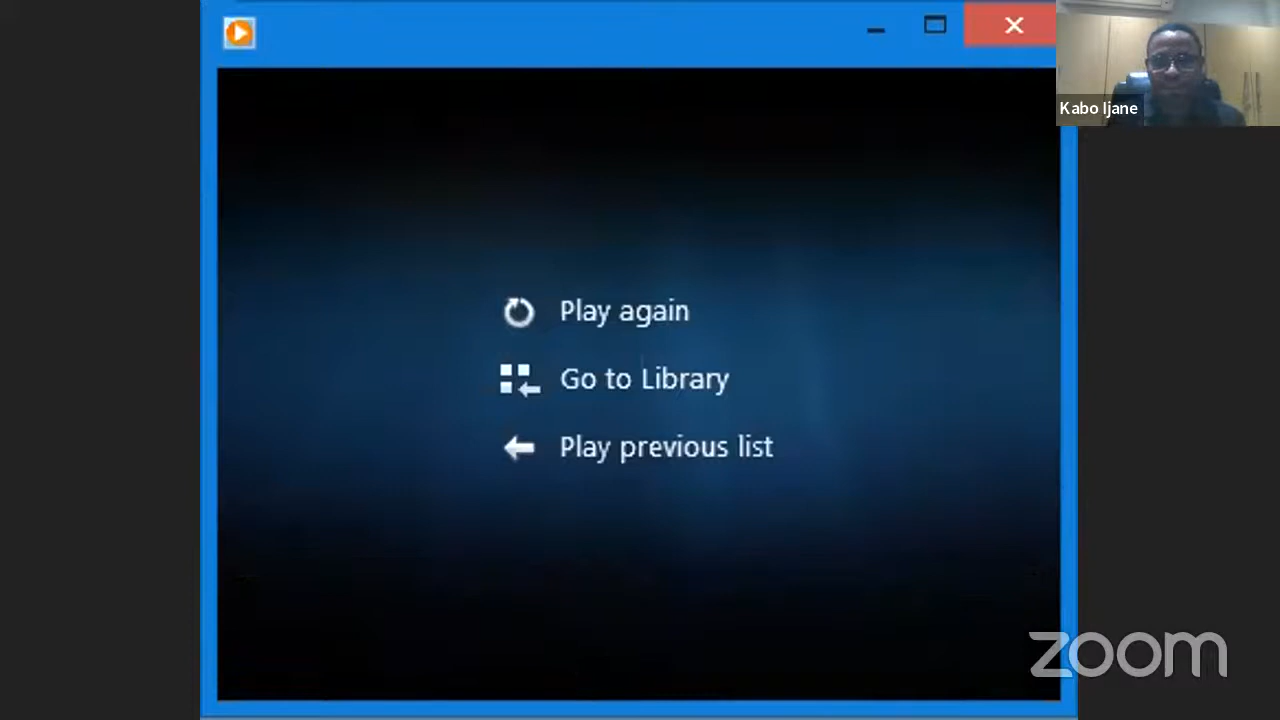 Kabo Ijane
Play again
Go to Library
Play previous list
zoom